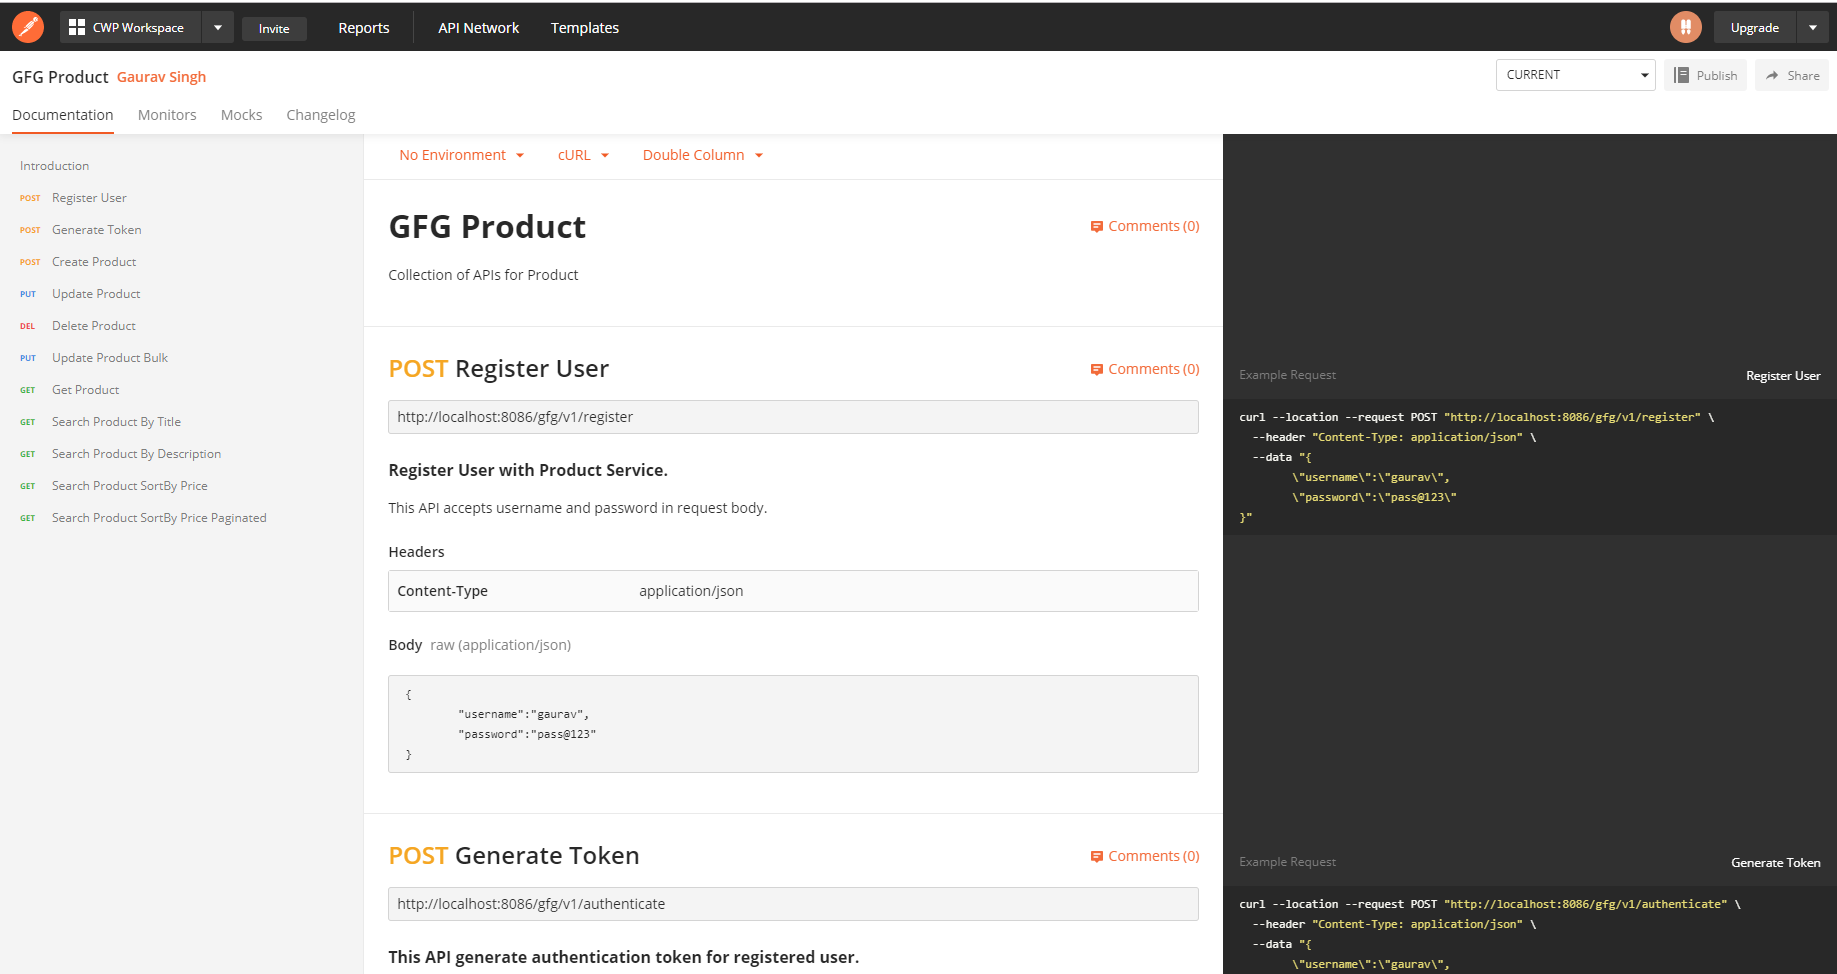 CWP Workspace
Invite
Reports
API Network
Templates
Upgrade
GFG Product Gaurav Singh
CURRENT
Publish
Share
Documentation
Monitors
Mocks
Changelog
Introduction
POST Register User
POST Generate Token
POST Create Product
PUT Update Product
DEL Delete Product
PUT Update Product Bulk
GET Get Product
GET Search Product By Title
GET Search Product By Description
GET Search Product SortBy Price
GET Search Product SortBy Price Paginated
No Environment
cURL
Double Column
GFG Product
Comments (0)
Collection of APIs for Product
POST Register User
Comments (0)
http://localhost:8086/gfg/v1/register
Register User with Product Service.
This API accepts username and password in request body.
Headers
Content-Type application/json
Body raw (application/json)
{
"username":"gaurav",
"password":"pass@123"
}
POST Generate Token
Comments (0)
http://localhost:8086/gfg/v1/authenticate
This API generate authentication token for registered user.
Example Request
Register User
curl --location --request POST "http://localhost:8086/gfg/v1/register" \
--header "Content-Type: application/json" \
--data "{
\"username\":\"gaurav\",
\"password\":\"pass@123\"
}"
Example Request
Generate Token
curl --location --request POST "http://localhost:8086/gfg/v1/authenticate" \
--header "Content-Type: application/json" \
--data "{
\"username\":\"gaurav\",